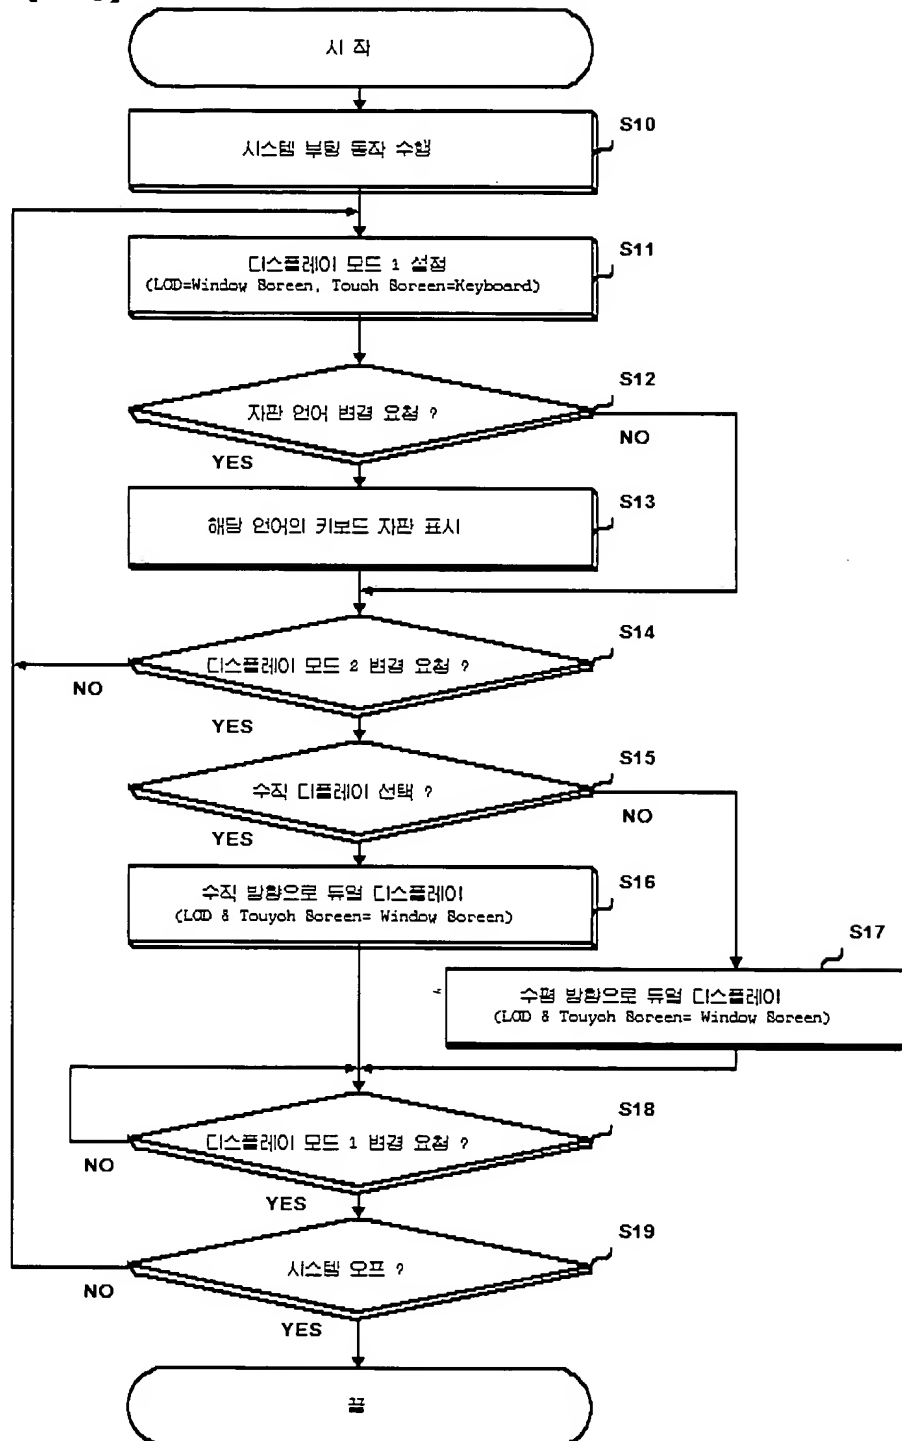 시 작
S10
시스템 부팅 동작 수행
S11
디스플레이 모드 1 설정
(LCD=Window Screen, Touch Screen=Keyboard)
S12
자판 언어 변경 요청 ?
NO
YES
S13
해당 언어의 키보드 자판 표시
S14
디스플레이 모드 2 변경 요청 ?
NO
YES
S15
수직 디플레이 선택 ?
NO
YES
S16
수직 방향으로 듀얼 디스플레이
(LCD & Touych Screen= Window Screen)
S17
수평 방향으로 듀얼 디스플레이
(LCD & Touych Screen= Window Screen)
S18
디스플레이 모드 1 변경 요청 ?
NO
YES
S19
시스템 오프 ?
NO
YES
끝